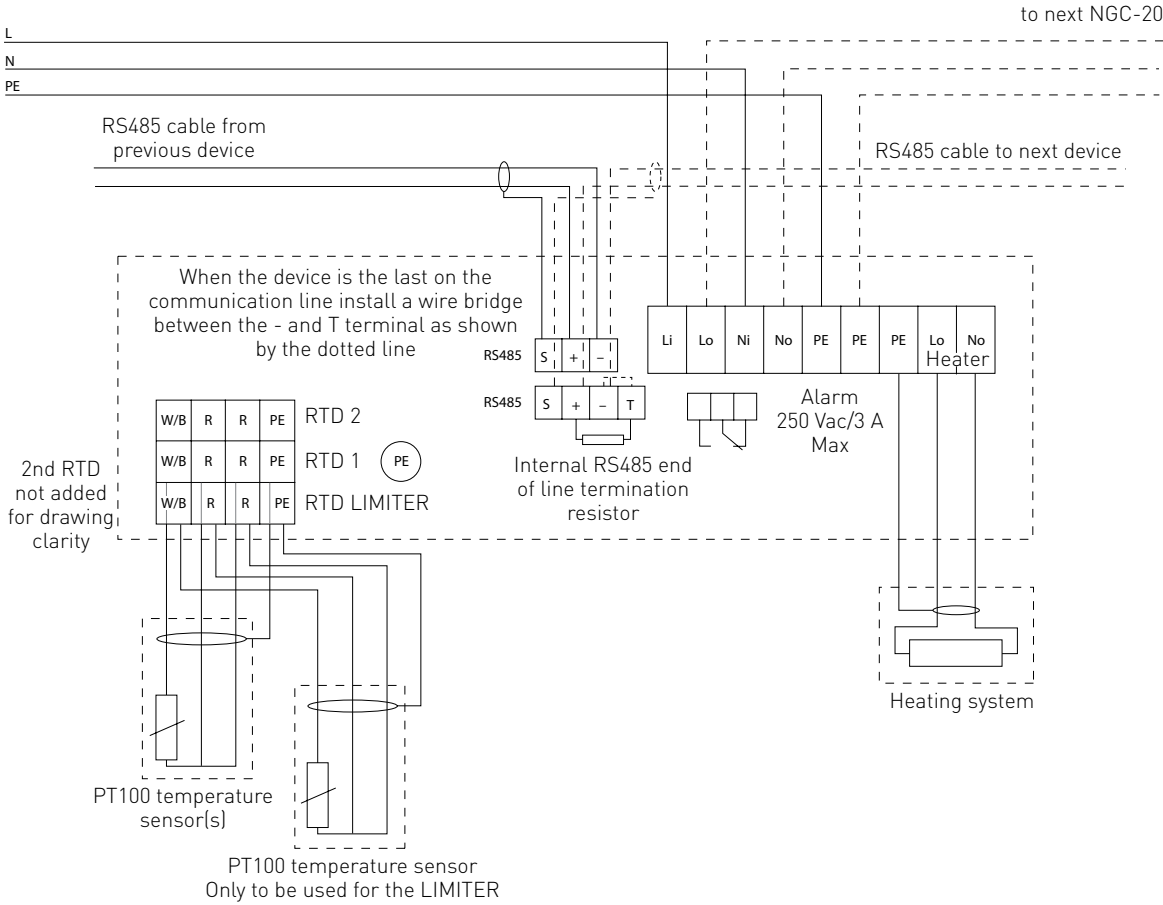 to next NGC-20
L
N
PE
RS485 cable from
previous device
RS485 cable to next device
When the device is the last on the
communication line install a wire bridge
between the - and T terminal as shown
by the dotted line
RS485 S + –
RS485 S + – T
Li Lo Ni No PE PE PE Lo No
Heater
Alarm
250 Vac/3 A
Max
Internal RS485 end
of line termination
resistor
W/B R R PE RTD 2
W/B R R PE RTD 1 PE
W/B R R PE RTD LIMITER
2nd RTD
not added
for drawing
clarity
Heating system
PT100 temperature
sensor(s)
PT100 temperature sensor
Only to be used for the LIMITER